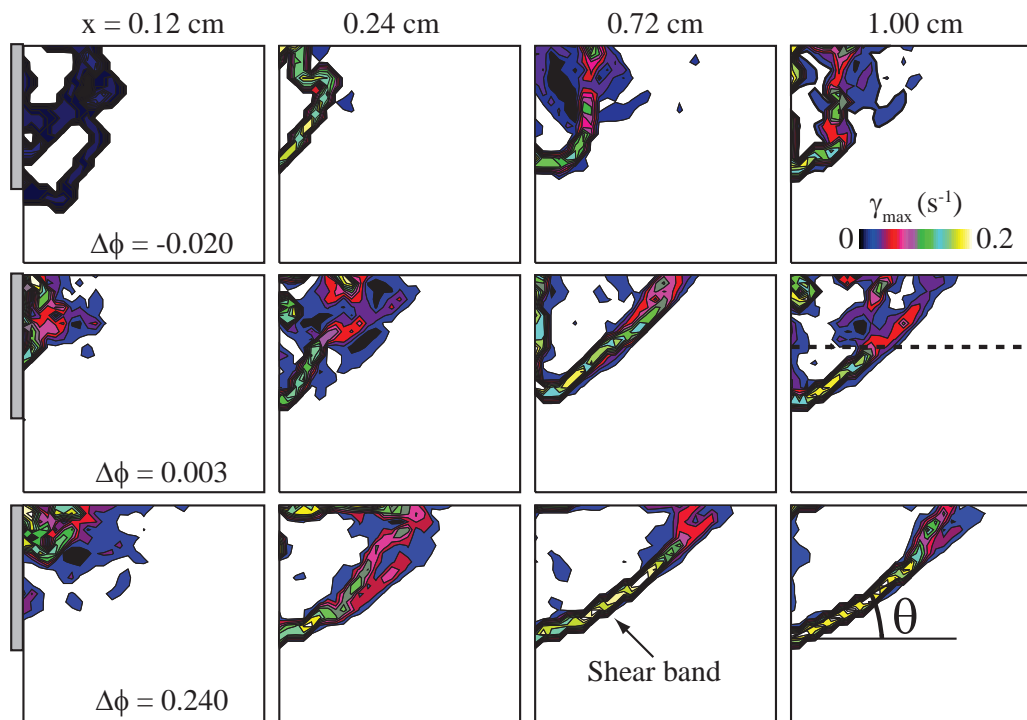 x = 0.12 cm
0.24 cm
0.72 cm
1.00 cm
Δϕ = -0.020
γmax (s-1)
0
0.2
Δϕ = 0.003
Δϕ = 0.240
Shear band
θ